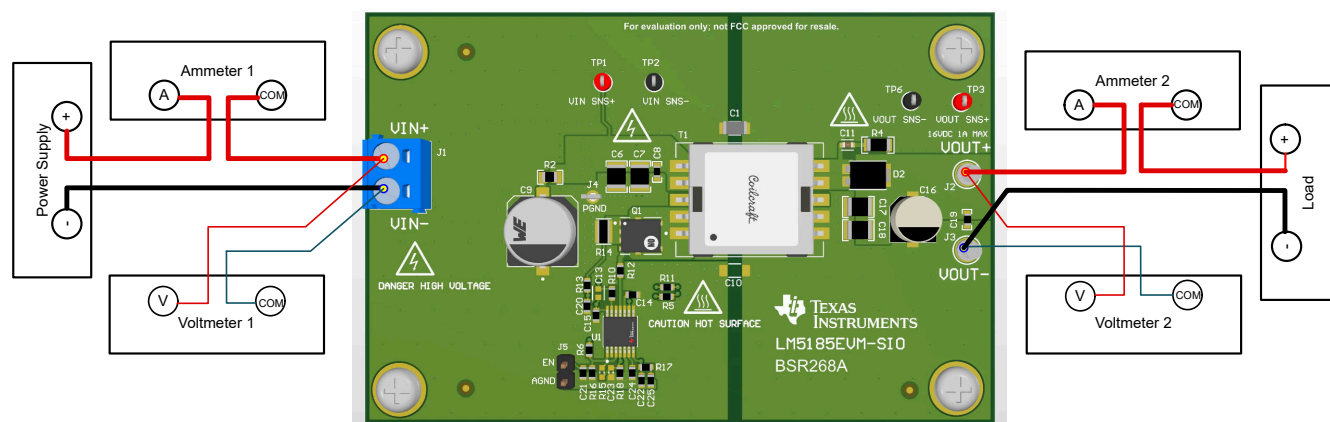 For evaluation only; not FCC approved for resale.
Power Supply
+
-
Ammeter 1
A
COM
Voltmeter 1
V
COM
VIN+
J1
VIN-
DANGER HIGH VOLTAGE
TP1
VIN SNS+
TP2
VIN SNS-
C1
T1
R2
C6
C7
C8
C9
WE
J4
PGND
Q1
R14
R12
Coilcraft
C10
R13
C13
R10
C20
C15
C14
R11
R5
CAUTION HOT SURFACE
U1
R6
J5
EN
AGND
C21
R16
R15
C23
R18
C24
C22
C25
R17
TP6
VOUT SNS-
TP3
VOUT SNS+
16VDC 1A MAX
VOUT+
C11
R4
D2
J2
C17
C18
C16
C19
J3
VOUT-
TEXAS
INSTRUMENTS
LM5185EVM-SIO
BSR268A
Ammeter 2
A
COM
Voltmeter 2
V
COM
Load
+
-